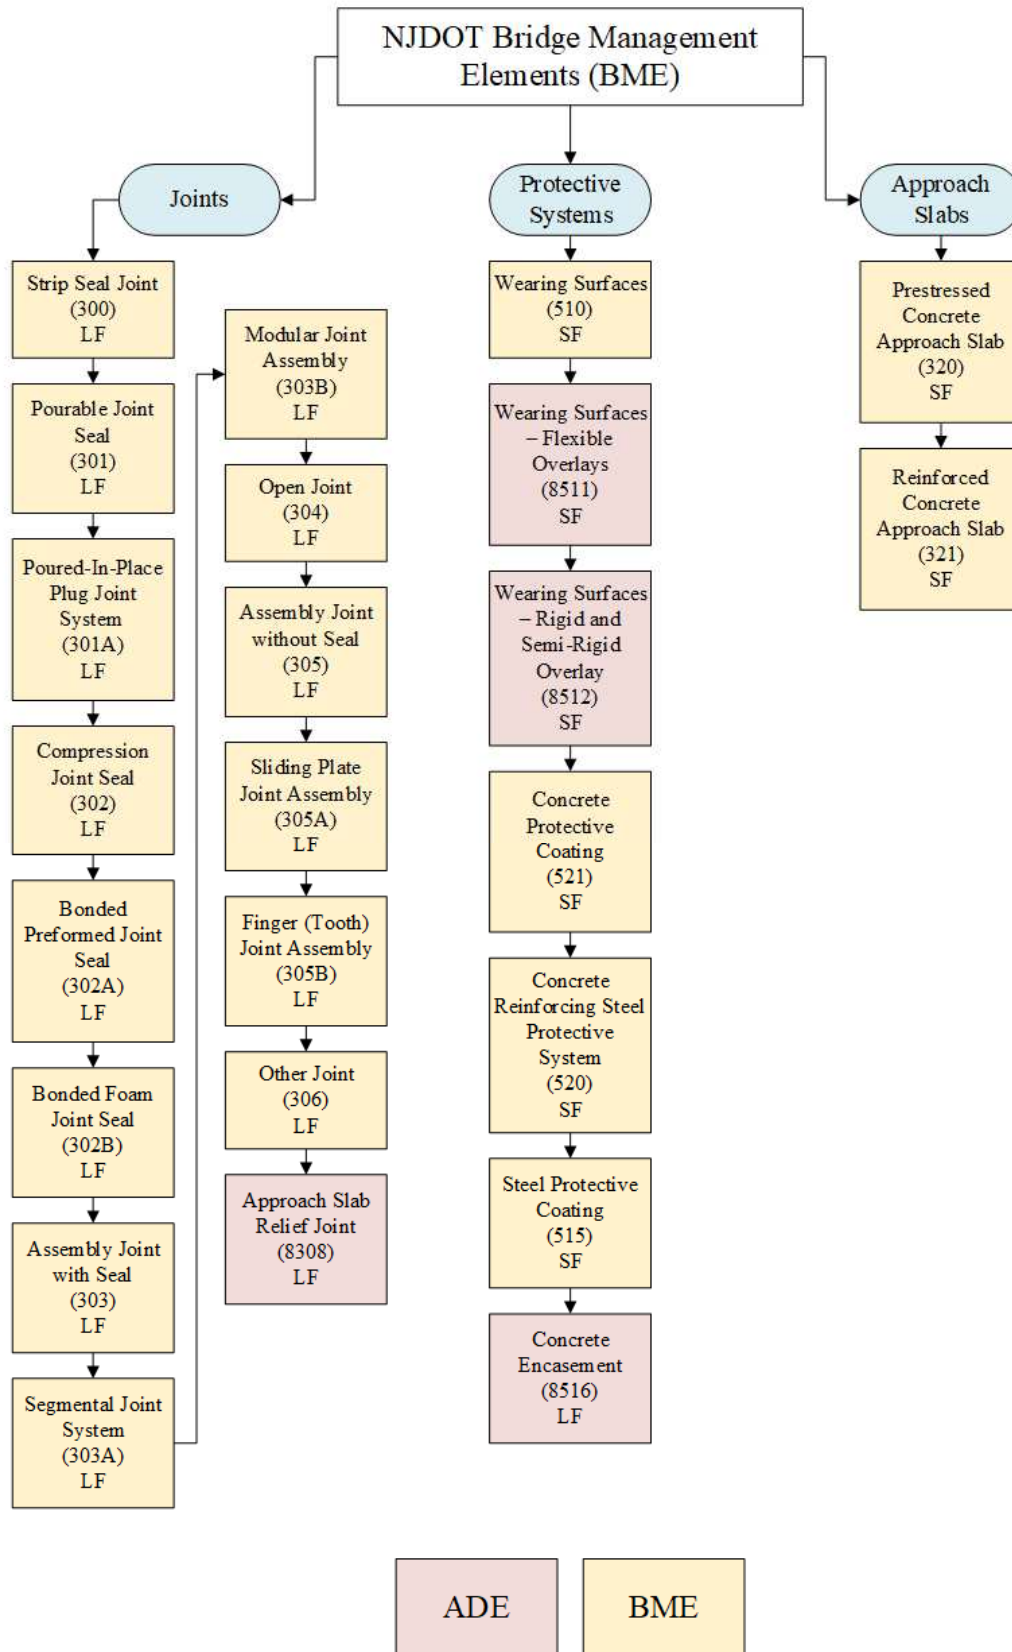 NJDOT Bridge Management
Elements (BME)
Joints
Strip Seal Joint
(300)
LF
Pourable Joint
Seal
(301)
LF
Poured-In-Place
Plug Joint
System
(301A)
LF
Compression
Joint Seal
(302)
LF
Bonded
Preformed Joint
Seal
(302A)
LF
Bonded Foam
Joint Seal
(302B)
LF
Assembly Joint
with Seal
(303)
LF
Segmental Joint
System
(303A)
LF
Modular Joint
Assembly
(303B)
LF
Open Joint
(304)
LF
Assembly Joint
without Seal
(305)
LF
Sliding Plate
Joint Assembly
(305A)
LF
Finger (Tooth)
Joint Assembly
(305B)
LF
Other Joint
(306)
LF
Approach Slab
Relief Joint
(8308)
LF
Protective
Systems
Wearing Surfaces
(510)
SF
Wearing Surfaces
– Flexible
Overlays
(8511)
SF
Wearing Surfaces
– Rigid and
Semi-Rigid
Overlay
(8512)
SF
Concrete
Protective
Coating
(521)
SF
Concrete
Reinforcing Steel
Protective
System
(520)
SF
Steel Protective
Coating
(515)
SF
Concrete
Encasement
(8516)
LF
Approach
Slabs
Prestressed
Concrete
Approach Slab
(320)
SF
Reinforced
Concrete
Approach Slab
(321)
SF
ADE
BME